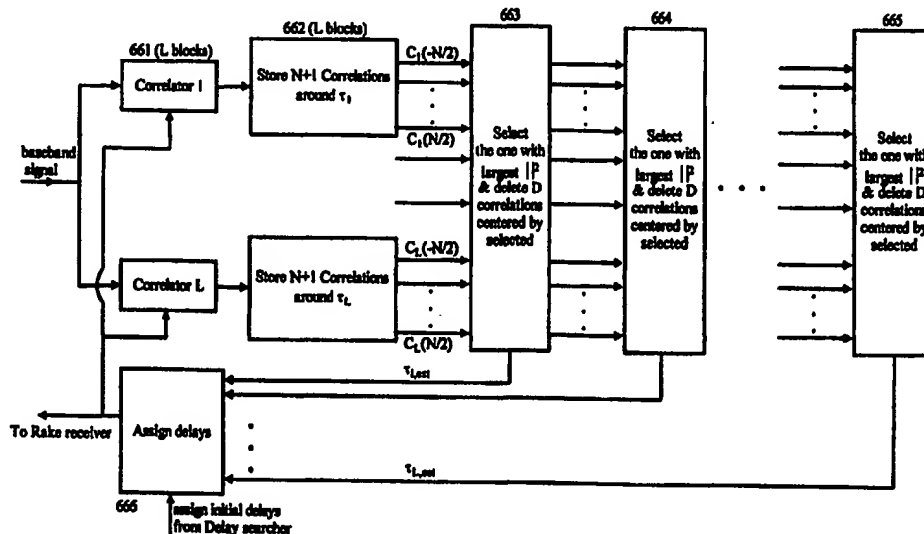 663
664
665
661 (L blocks)
662 (L blocks)
Correlator 1
Store N+1 Correlations
around τ₁
C₁(-N/2)
C₁(N/2)
baseband
signal
Select
the one with
largest | |²
& delete D
correlations
centered by
selected
Select
the one with
largest | |²
& delete D
correlations
centered by
selected
Select
the one with
largest | |²
& delete D
correlations
centered by
selected
Correlator L
Store N+1 Correlations
around τL
CL(-N/2)
CL(N/2)
τ1,est
To Rake receiver
Assign delays
τL,est
666
assign initial delays
from Delay searcher